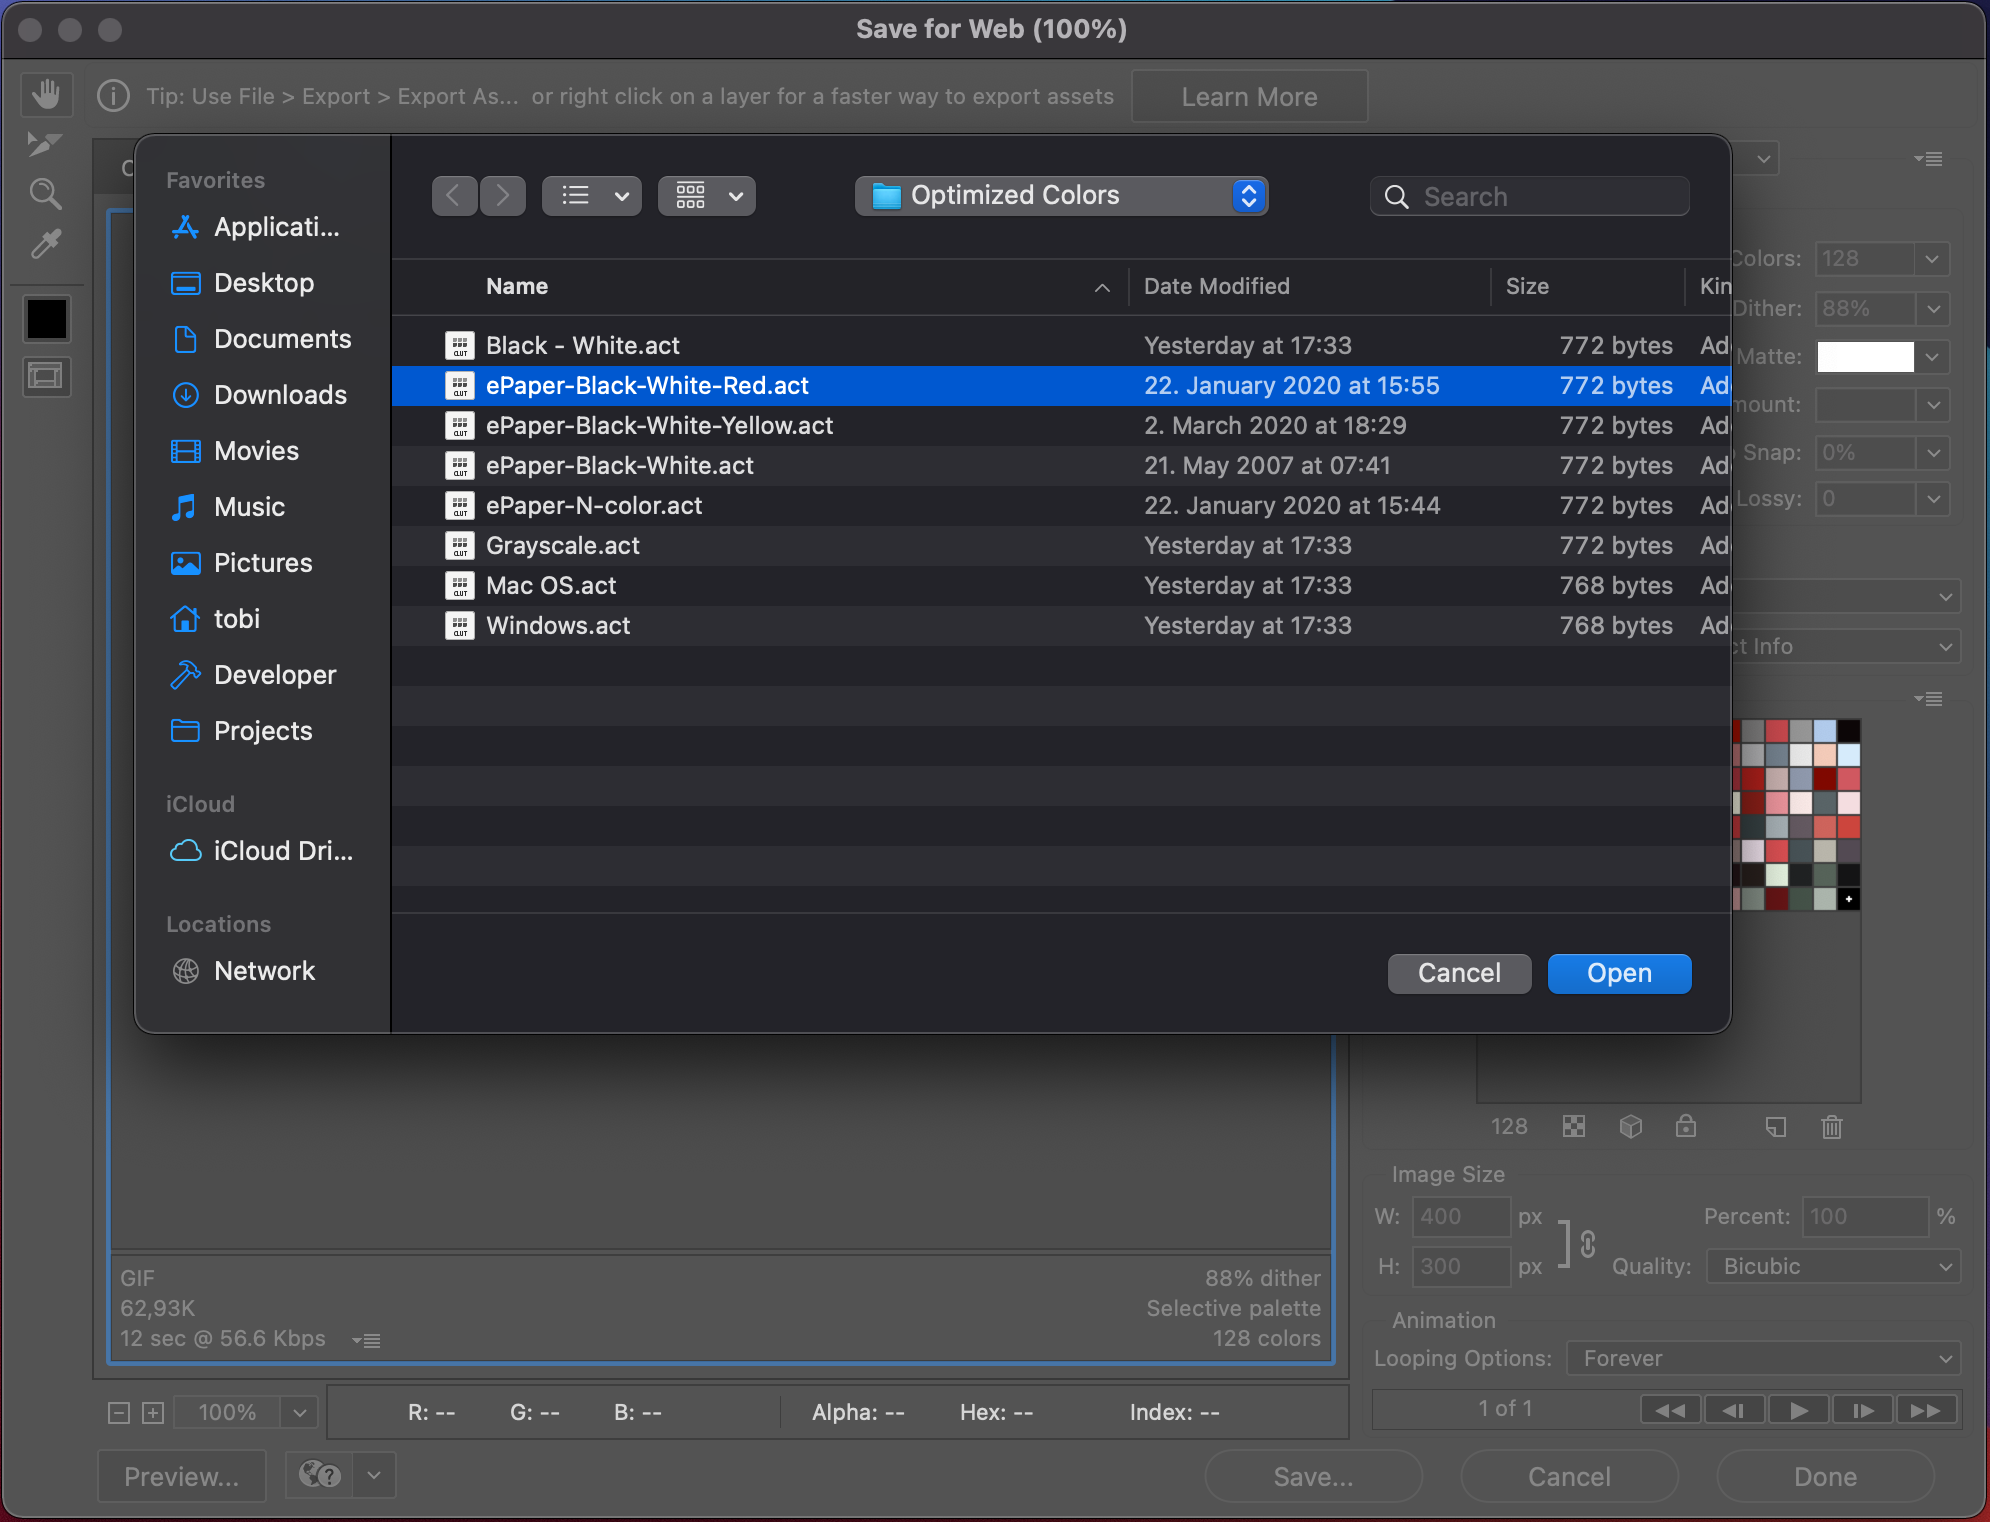 Save for Web (100%)
Tip: Use File > Export > Export As... or right click on a layer for a faster way to export assets
Learn More
Favorites
Applicati...
Desktop
Documents
Downloads
Movies
Music
Pictures
tobi
Developer
Projects
iCloud
iCloud Dri...
Locations
Network
Optimized Colors
Search
Name Date Modified Size Kin
Black - White.act Yesterday at 17:33 772 bytes Ad
ePaper-Black-White-Red.act 22. January 2020 at 15:55 772 bytes Ad
ePaper-Black-White-Yellow.act 2. March 2020 at 18:29 772 bytes Ad
ePaper-Black-White.act 21. May 2007 at 07:41 772 bytes Ad
ePaper-N-color.act 22. January 2020 at 15:44 772 bytes Ad
Grayscale.act Yesterday at 17:33 772 bytes Ad
Mac OS.act Yesterday at 17:33 768 bytes Ad
Windows.act Yesterday at 17:33 768 bytes Ad
Cancel Open
Colors: 128
Dither: 88%
Matte:
mount:
Snap: 0%
Lossy: 0
ct Info
128
Image Size
W: 400 px Percent: 100 %
H: 300 px Quality: Bicubic
Animation
Looping Options: Forever
1 of 1
GIF
62,93K
12 sec @ 56.6 Kbps
88% dither
Selective palette
128 colors
100% R: -- G: -- B: -- Alpha: -- Hex: -- Index: --
Preview... Save... Cancel Done